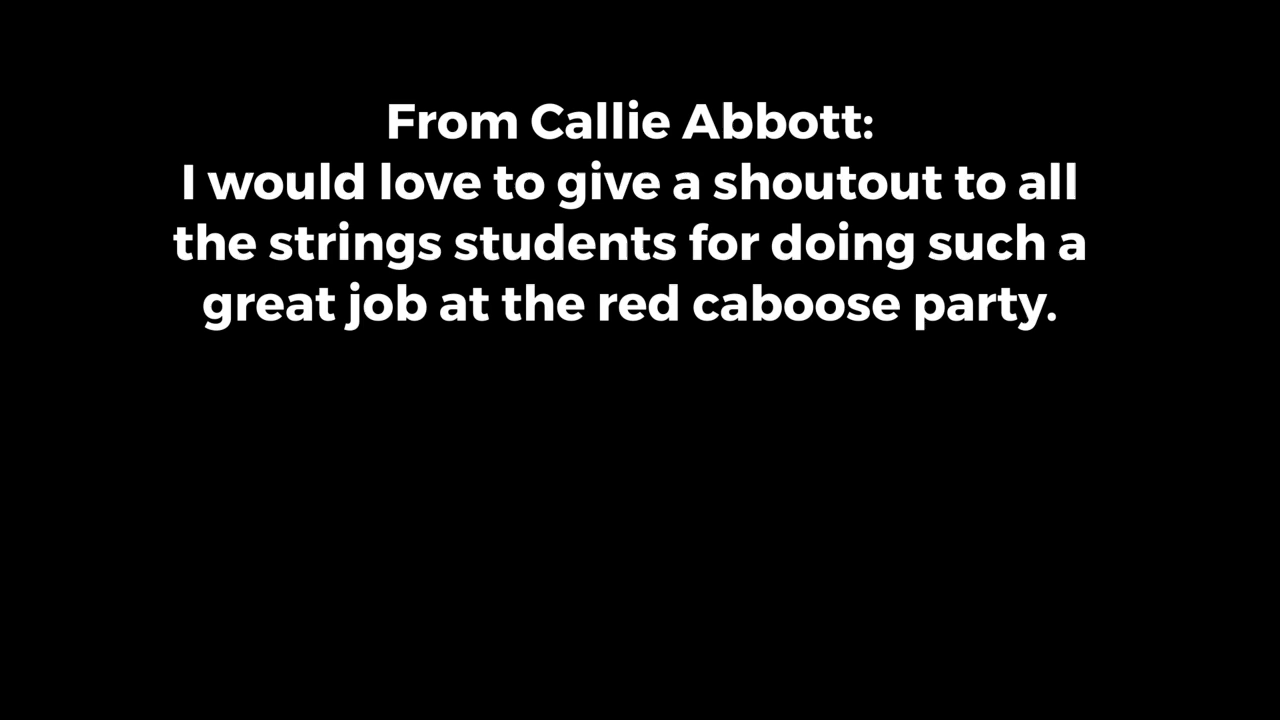 From Callie Abbott:
I would love to give a shoutout to all
the strings students for doing such a
great job at the red caboose party.